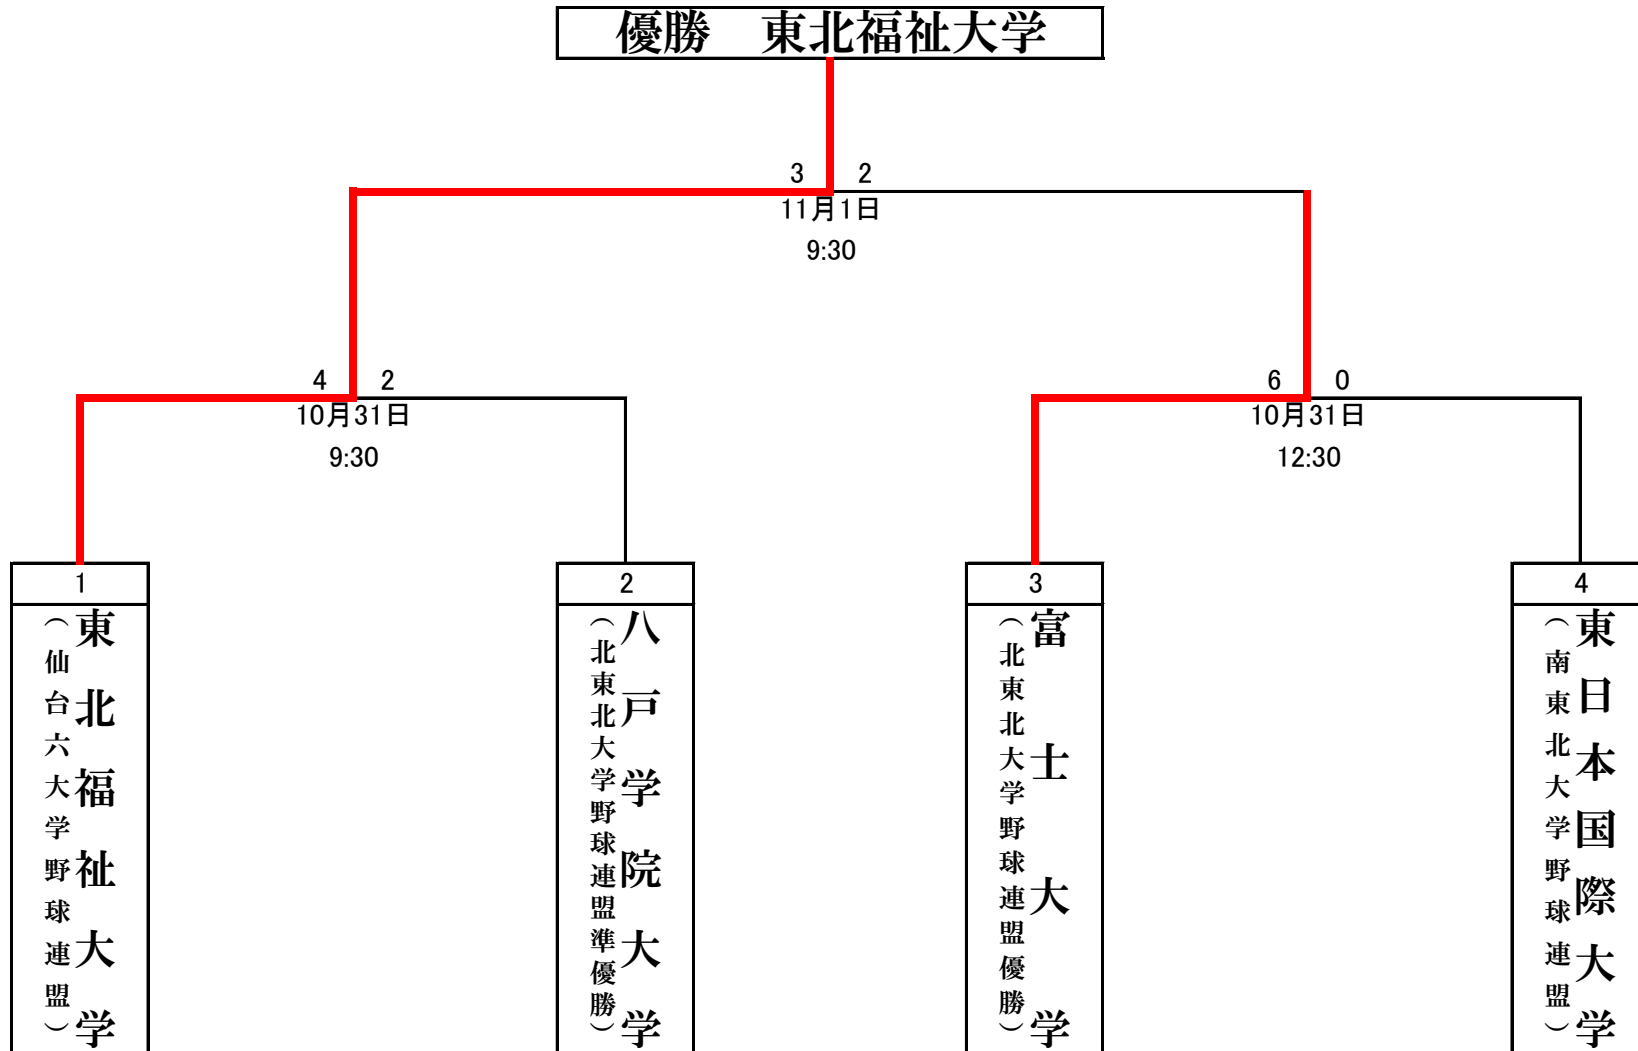 優勝　東北福祉大学
3 2
11月1日
9:30
4 2
10月31日
9:30
6 0
10月31日
12:30
1
東北福祉大学
（仙台六大学野球連盟）
2
八戸学院大学
（北東北大学野球連盟準優勝）
3
富士大学
（北東北大学野球連盟優勝）
4
東日本国際大学
（南東北大学野球連盟）